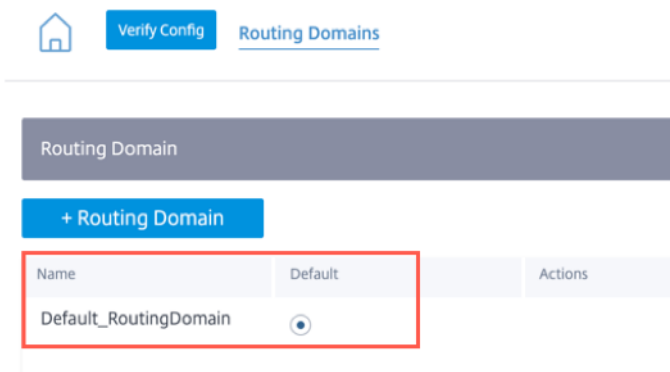 Verify Config Routing Domains
Routing Domain
+ Routing Domain
Name Default Actions
Default_RoutingDomain